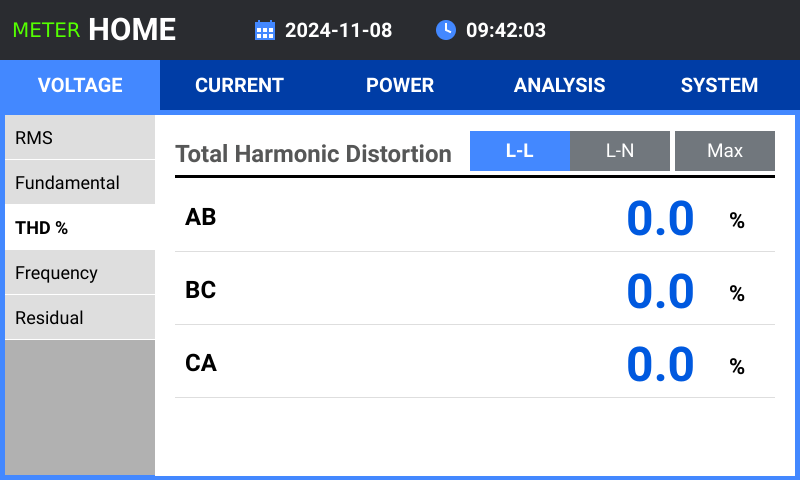 METER HOME 2024-11-08 09:42:03
VOLTAGE CURRENT POWER ANALYSIS SYSTEM
RMS
Fundamental
THD %
Frequency
Residual
Total Harmonic Distortion L-L L-N Max
AB 0.0 %
BC 0.0 %
CA 0.0 %